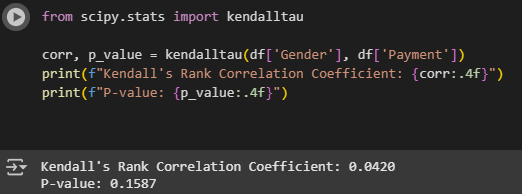 from scipy.stats import kendalltau
corr, p_value = kendalltau(df['Gender'], df['Payment'])
print(f"Kendall's Rank Correlation Coefficient: {corr:.4f}")
print(f"P-value: {p_value:.4f}")
Kendall's Rank Correlation Coefficient: 0.0420
P-value: 0.1587